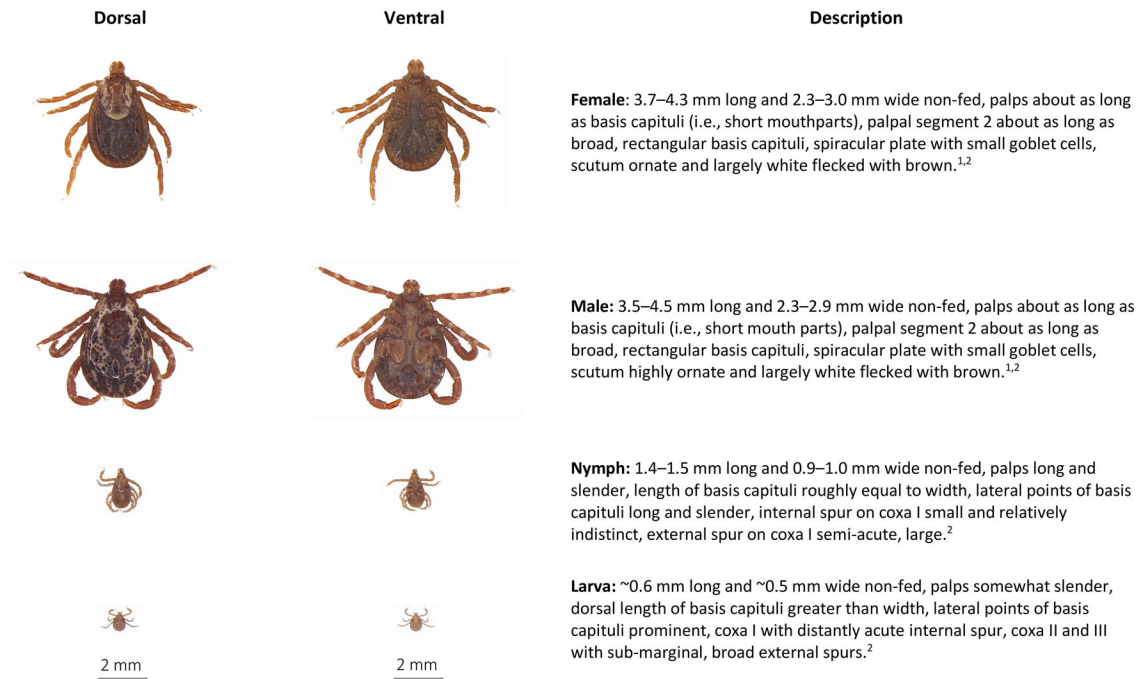 Dorsal
Ventral
Description
Female: 3.7–4.3 mm long and 2.3–3.0 mm wide non-fed, palps about as long
as basis capituli (i.e., short mouthparts), palpal segment 2 about as long as
broad, rectangular basis capituli, spiracular plate with small goblet cells,
scutum ornate and largely white flecked with brown.1,2
Male: 3.5–4.5 mm long and 2.3–2.9 mm wide non-fed, palps about as long as
basis capituli (i.e., short mouth parts), palpal segment 2 about as long as
broad, rectangular basis capituli, spiracular plate with small goblet cells,
scutum highly ornate and largely white flecked with brown.1,2
Nymph: 1.4–1.5 mm long and 0.9–1.0 mm wide non-fed, palps long and
slender, length of basis capituli roughly equal to width, lateral points of basis
capituli long and slender, internal spur on coxa I small and relatively
indistinct, external spur on coxa I semi-acute, large.2
Larva: ~0.6 mm long and ~0.5 mm wide non-fed, palps somewhat slender,
dorsal length of basis capituli greater than width, lateral points of basis
capituli prominent, coxa I with distantly acute internal spur, coxa II and III
with sub-marginal, broad external spurs.2
2 mm
2 mm